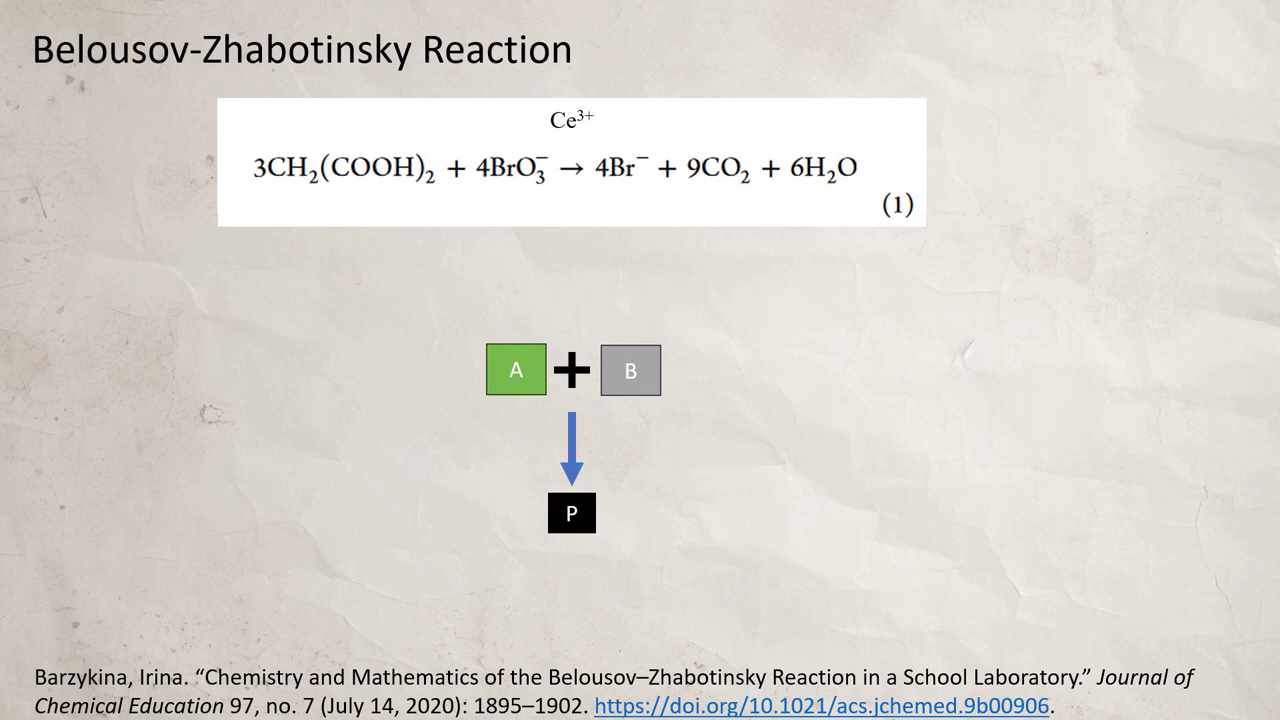 Belousov-Zhabotinsky Reaction
Ce³⁺
3CH₂(COOH)₂ + 4BrO₃⁻ → 4Br⁻ + 9CO₂ + 6H₂O
(1)
A + B
P
Barzykina, Irina. “Chemistry and Mathematics of the Belousov–Zhabotinsky Reaction in a School Laboratory.” Journal of
Chemical Education 97, no. 7 (July 14, 2020): 1895–1902. https://doi.org/10.1021/acs.jchemed.9b00906.